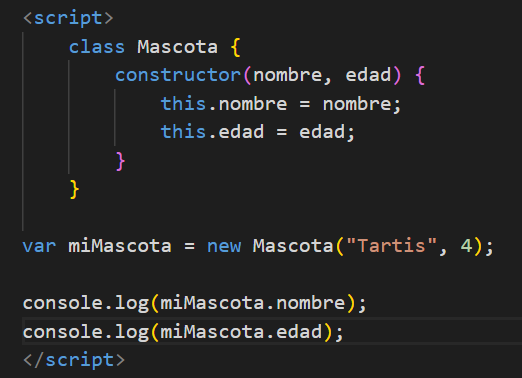 <script>
class Mascota {
constructor(nombre, edad) {
this.nombre = nombre;
this.edad = edad;
}
}
var miMascota = new Mascota("Tartis", 4);
console.log(miMascota.nombre);
console.log(miMascota.edad);
</script>